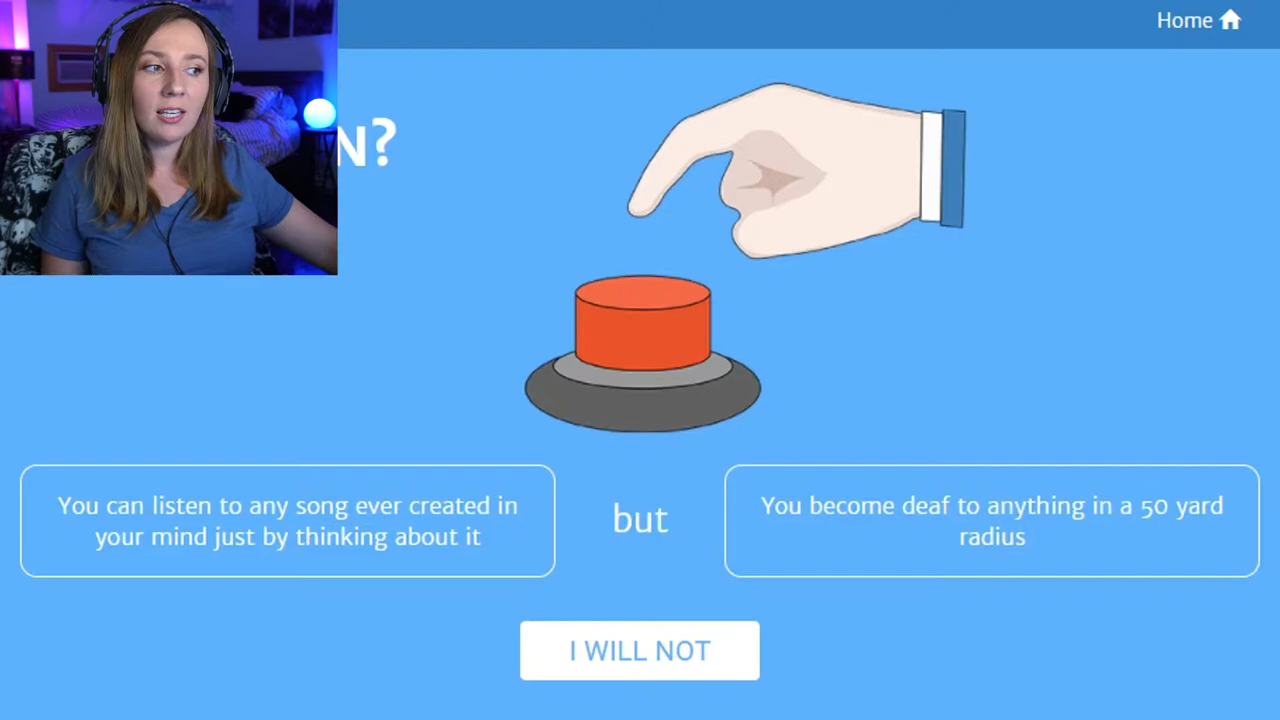 Home
N?
You can listen to any song ever created in
your mind just by thinking about it
but
You become deaf to anything in a 50 yard
radius
I WILL NOT